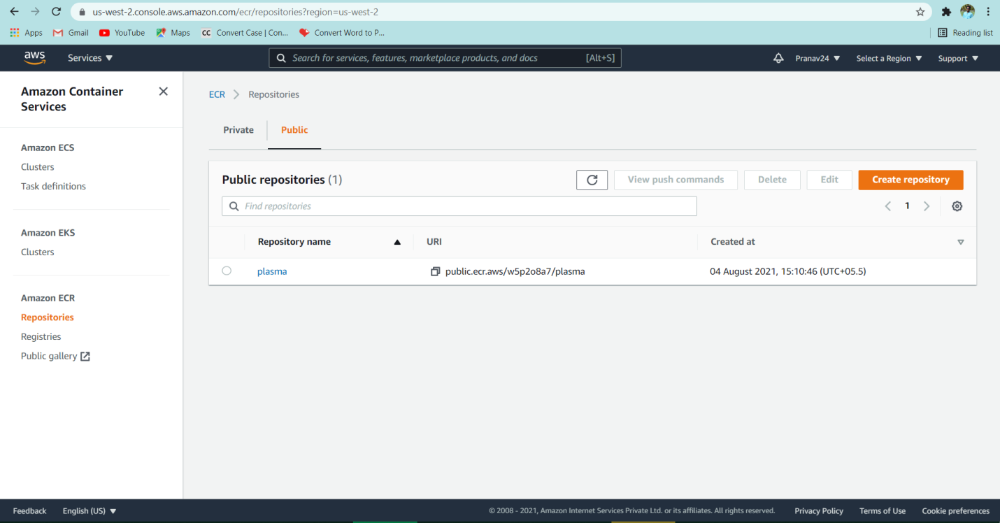 us-west-2.console.aws.amazon.com/ecr/repositories?region=us-west-2
Apps Gmail YouTube Maps CC Convert Case | Con... Convert Word to P... Reading list
aws Services Search for services, features, marketplace products, and docs [Alt+S] Pranav24 Select a Region Support
Amazon Container
Services
Amazon ECS
Clusters
Task definitions
Amazon EKS
Clusters
Amazon ECR
Repositories
Registries
Public gallery
ECR Repositories
Private Public
Public repositories (1) View push commands Delete Edit Create repository
Find repositories 1
Repository name URI Created at
plasma public.ecr.aws/w5p2o8a7/plasma 04 August 2021, 15:10:46 (UTC+05.5)
Feedback English (US) © 2008 - 2021, Amazon Internet Services Private Ltd. or its affiliates. All rights reserved. Privacy Policy Terms of Use Cookie preferences